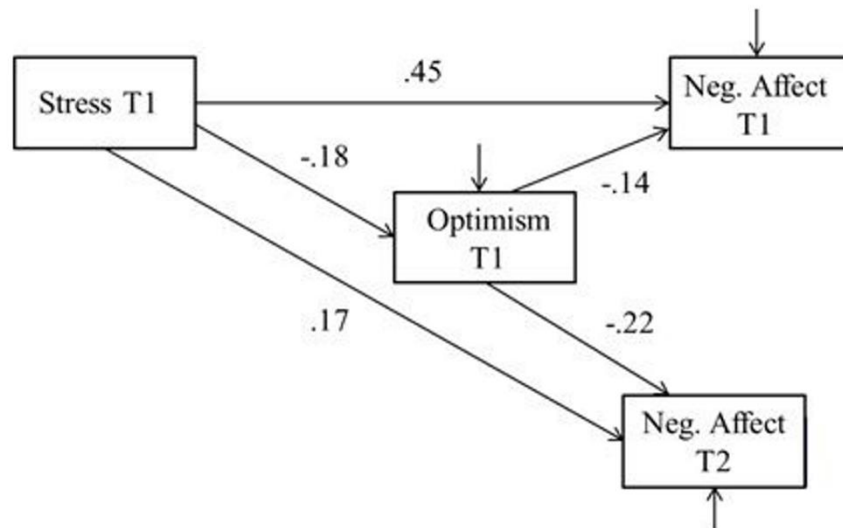 .45
Neg. Affect
T1
Stress T1
-.18
-.14
Optimism
T1
.17
-.22
Neg. Affect
T2